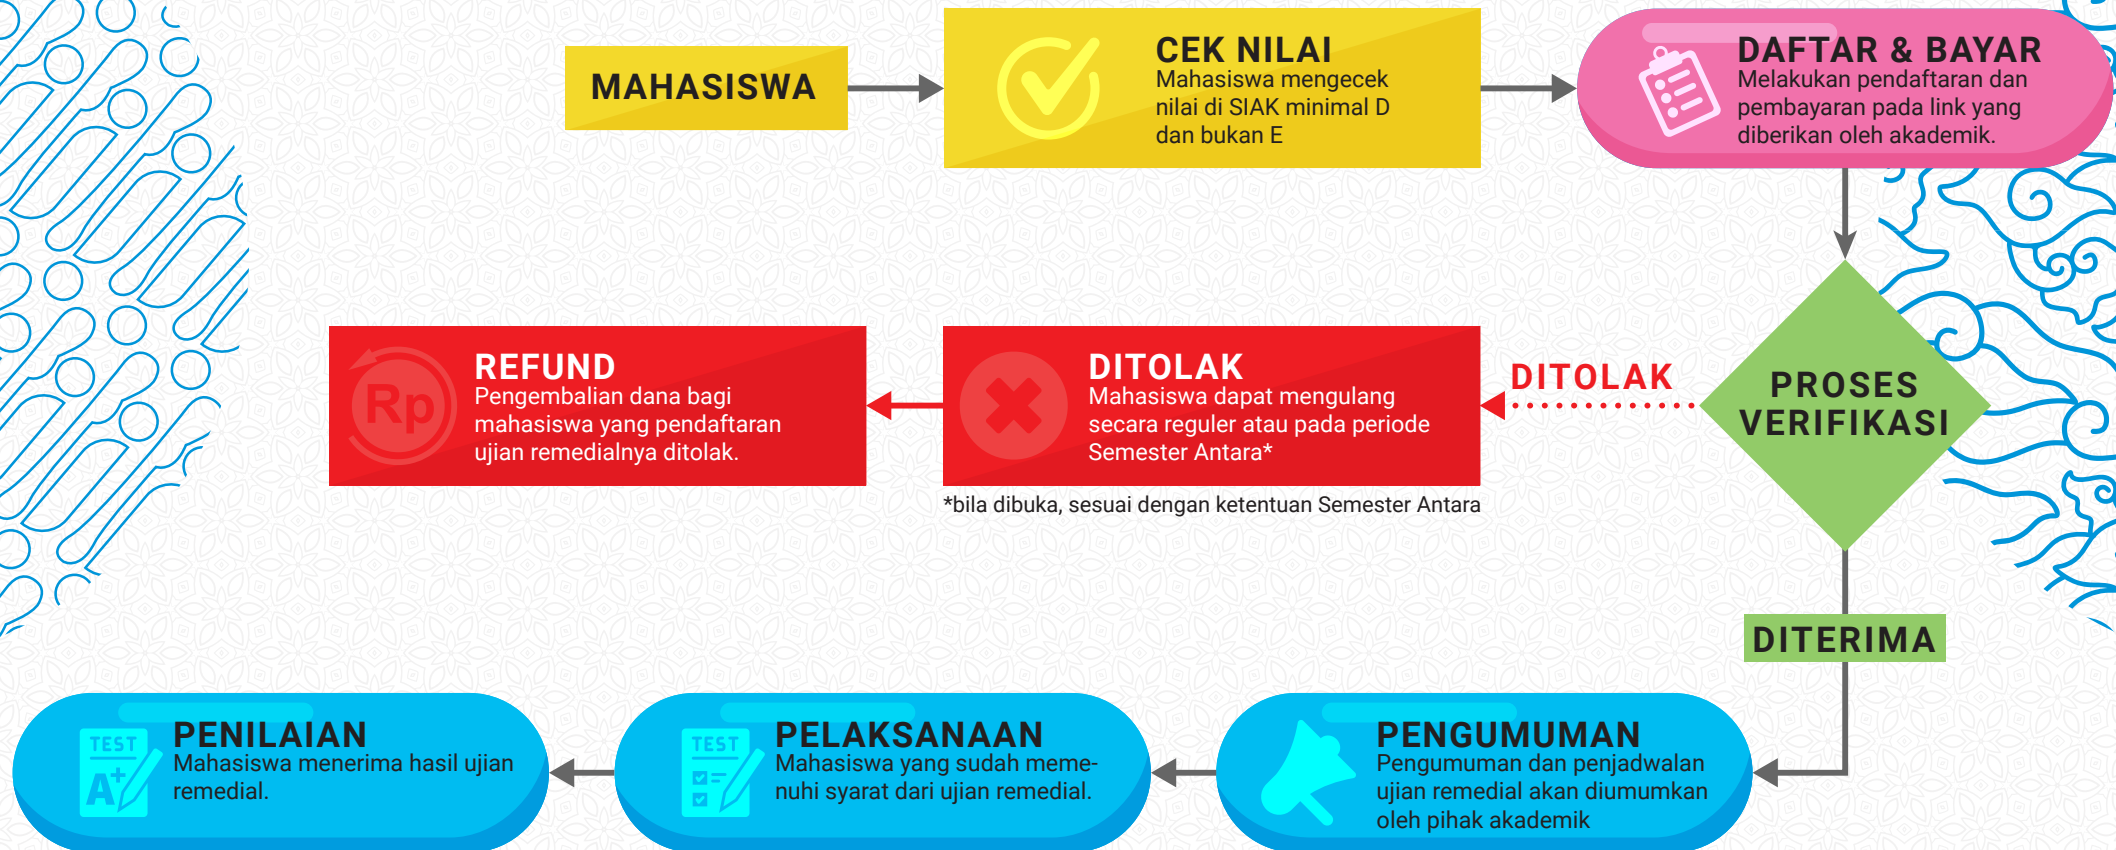 MAHASISWA
CEK NILAI
Mahasiswa mengecek
nilai di SIAK minimal D
dan bukan E
DAFTAR & BAYAR
Melakukan pendaftaran dan
pembayaran pada link yang
diberikan oleh akademik.
PROSES
VERIFIKASI
DITOLAK
DITOLAK
Mahasiswa dapat mengulang
secara reguler atau pada periode
Semester Antara*
*bila dibuka, sesuai dengan ketentuan Semester Antara
Rp
REFUND
Pengembalian dana bagi
mahasiswa yang pendaftaran
ujian remedialnya ditolak.
DITERIMA
PENGUMUMAN
Pengumuman dan penjadwalan
ujian remedial akan diumumkan
oleh pihak akademik
TEST
PELAKSANAAN
Mahasiswa yang sudah meme-
nuhi syarat dari ujian remedial.
TEST
A+
PENILAIAN
Mahasiswa menerima hasil ujian
remedial.